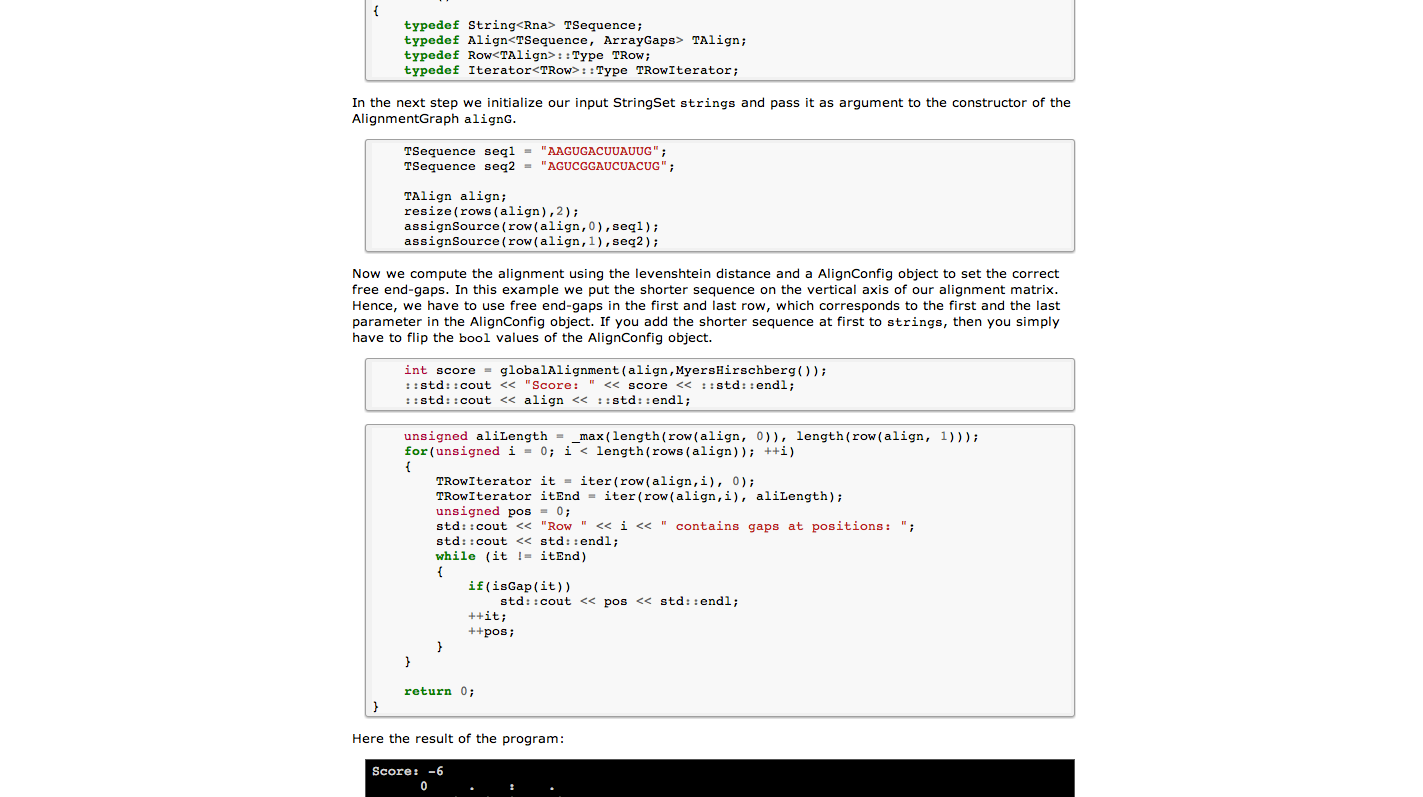 {
    typedef String<Rna> TSequence;
    typedef Align<TSequence, ArrayGaps> TAlign;
    typedef Row<TAlign>::Type TRow;
    typedef Iterator<TRow>::Type TRowIterator;
In the next step we initialize our input StringSet strings and pass it as argument to the constructor of the
AlignmentGraph alignG.
    TSequence seq1 = "AAGUGACUUAUUG";
    TSequence seq2 = "AGUCGGAUCUACUG";

    TAlign align;
    resize(rows(align),2);
    assignSource(row(align,0),seq1);
    assignSource(row(align,1),seq2);
Now we compute the alignment using the levenshtein distance and a AlignConfig object to set the correct
free end-gaps. In this example we put the shorter sequence on the vertical axis of our alignment matrix.
Hence, we have to use free end-gaps in the first and last row, which corresponds to the first and the last
parameter in the AlignConfig object. If you add the shorter sequence at first to strings, then you simply
have to flip the bool values of the AlignConfig object.
    int score = globalAlignment(align,MyersHirschberg());
    ::std::cout << "Score: " << score << ::std::endl;
    ::std::cout << align << ::std::endl;
    unsigned aliLength = _max(length(row(align, 0)), length(row(align, 1)));
    for(unsigned i = 0; i < length(rows(align)); ++i)
    {
        TRowIterator it = iter(row(align,i), 0);
        TRowIterator itEnd = iter(row(align,i), aliLength);
        unsigned pos = 0;
        std::cout << "Row " << i << " contains gaps at positions: ";
        std::cout << std::endl;
        while (it != itEnd)
        {
            if(isGap(it))
                std::cout << pos << std::endl;
            ++it;
            ++pos;
        }
    }

    return 0;
}
Here the result of the program:
Score: -6
      0     .    :    .